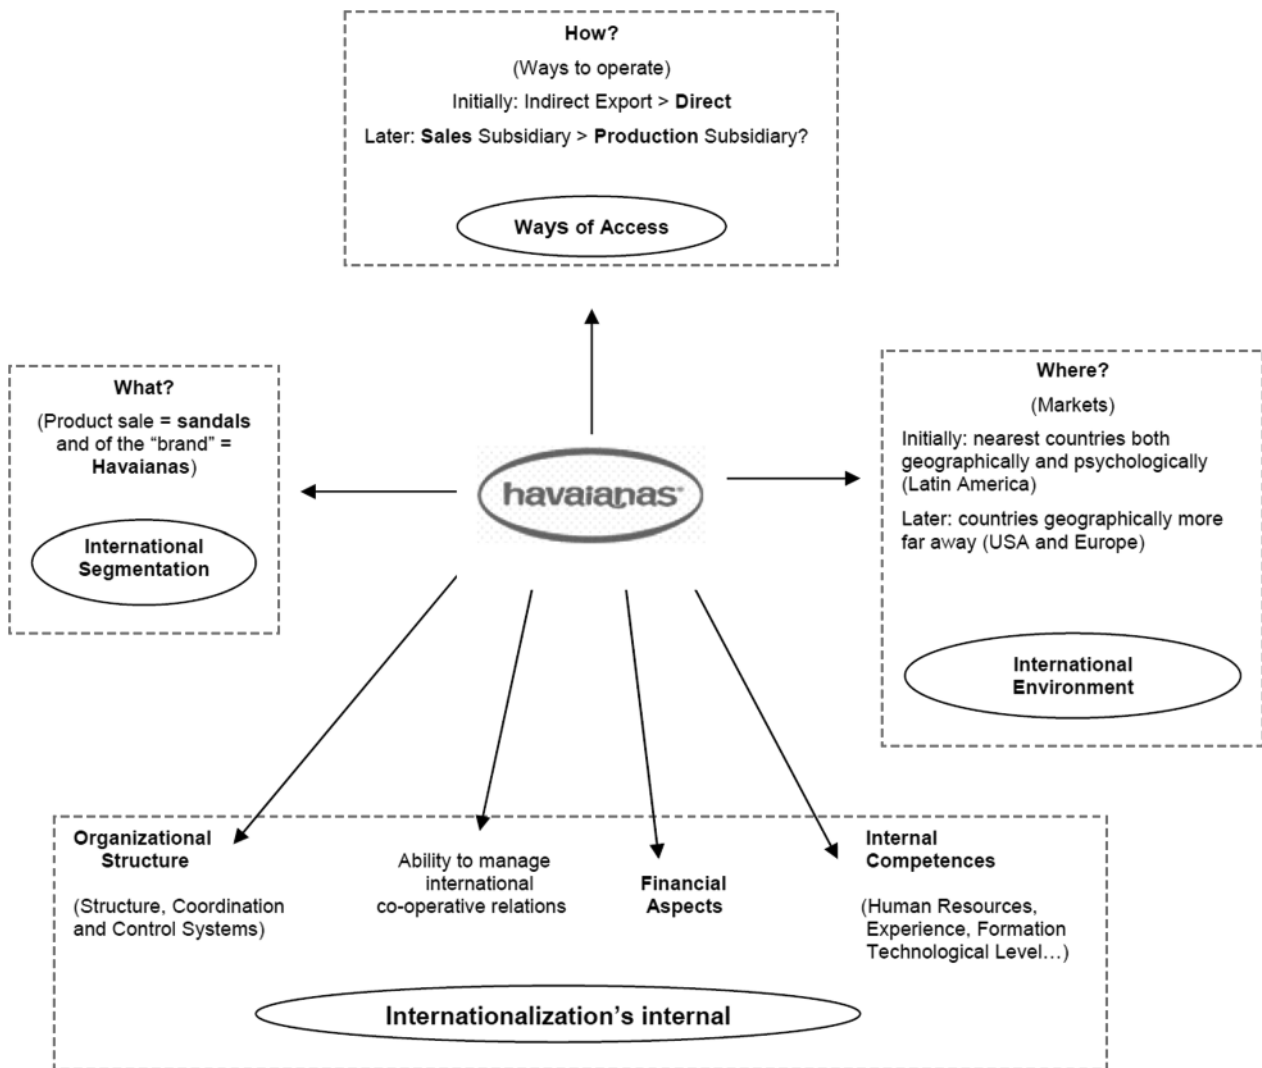 How?
(Ways to operate)
Initially: Indirect Export > Direct
Later: Sales Subsidiary > Production Subsidiary?
Ways of Access
What?
(Product sale = sandals
and of the “brand” =
Havaianas)
International
Segmentation
havaianas®
Where?
(Markets)
Initially: nearest countries both
geographically and psychologically
(Latin America)
Later: countries geographically more
far away (USA and Europe)
International
Environment
Organizational
Structure
(Structure, Coordination
and Control Systems)
Ability to manage
international
co-operative relations
Financial
Aspects
Internal
Competences
(Human Resources,
Experience, Formation
Technological Level…)
Internationalization’s internal